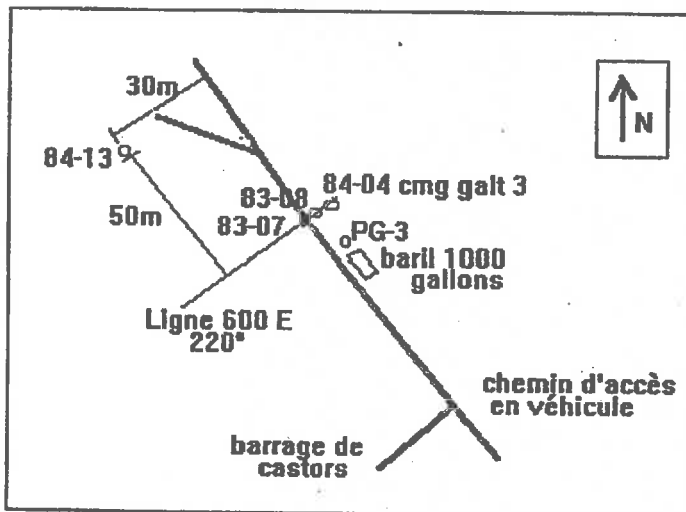 30m
N
84-13
83-08
84-04 cmg galt 3
50m
83-07
PG-3
baril 1000
gallons
Ligne 600 E
220°
chemin d'accès
en véhicule
barrage de
castors